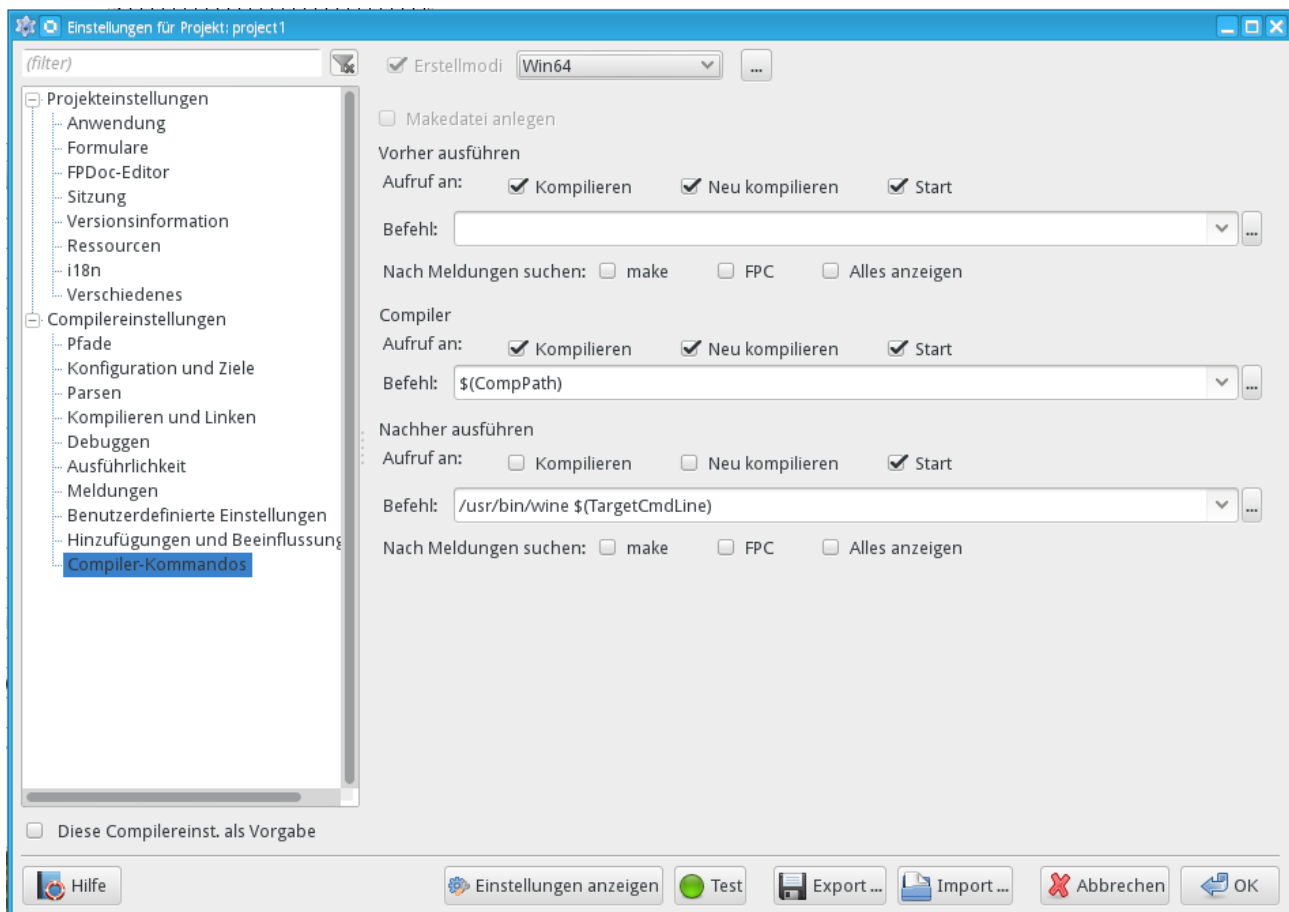 Einstellungen für Projekt: project1
(filter)
Erstellmodi Win64 ...
Projekteinstellungen
Anwendung
Formulare
FPDoc-Editor
Sitzung
Versionsinformation
Ressourcen
i18n
Verschiedenes
Compilereinstellungen
Pfade
Konfiguration und Ziele
Parsen
Kompilieren und Linken
Debuggen
Ausführlichkeit
Meldungen
Benutzerdefinierte Einstellungen
Hinzufügungen und Beeinflussung
Compiler-Kommandos
Makedatei anlegen
Vorher ausführen
Aufruf an: Kompilieren Neu kompilieren Start
Befehl: ...
Nach Meldungen suchen: make FPC Alles anzeigen
Compiler
Aufruf an: Kompilieren Neu kompilieren Start
Befehl: $(CompPath) ...
Nachher ausführen
Aufruf an: Kompilieren Neu kompilieren Start
Befehl: /usr/bin/wine $(TargetCmdLine) ...
Nach Meldungen suchen: make FPC Alles anzeigen
Diese Compilereinst. als Vorgabe
Hilfe Einstellungen anzeigen Test Export ... Import ... Abbrechen OK